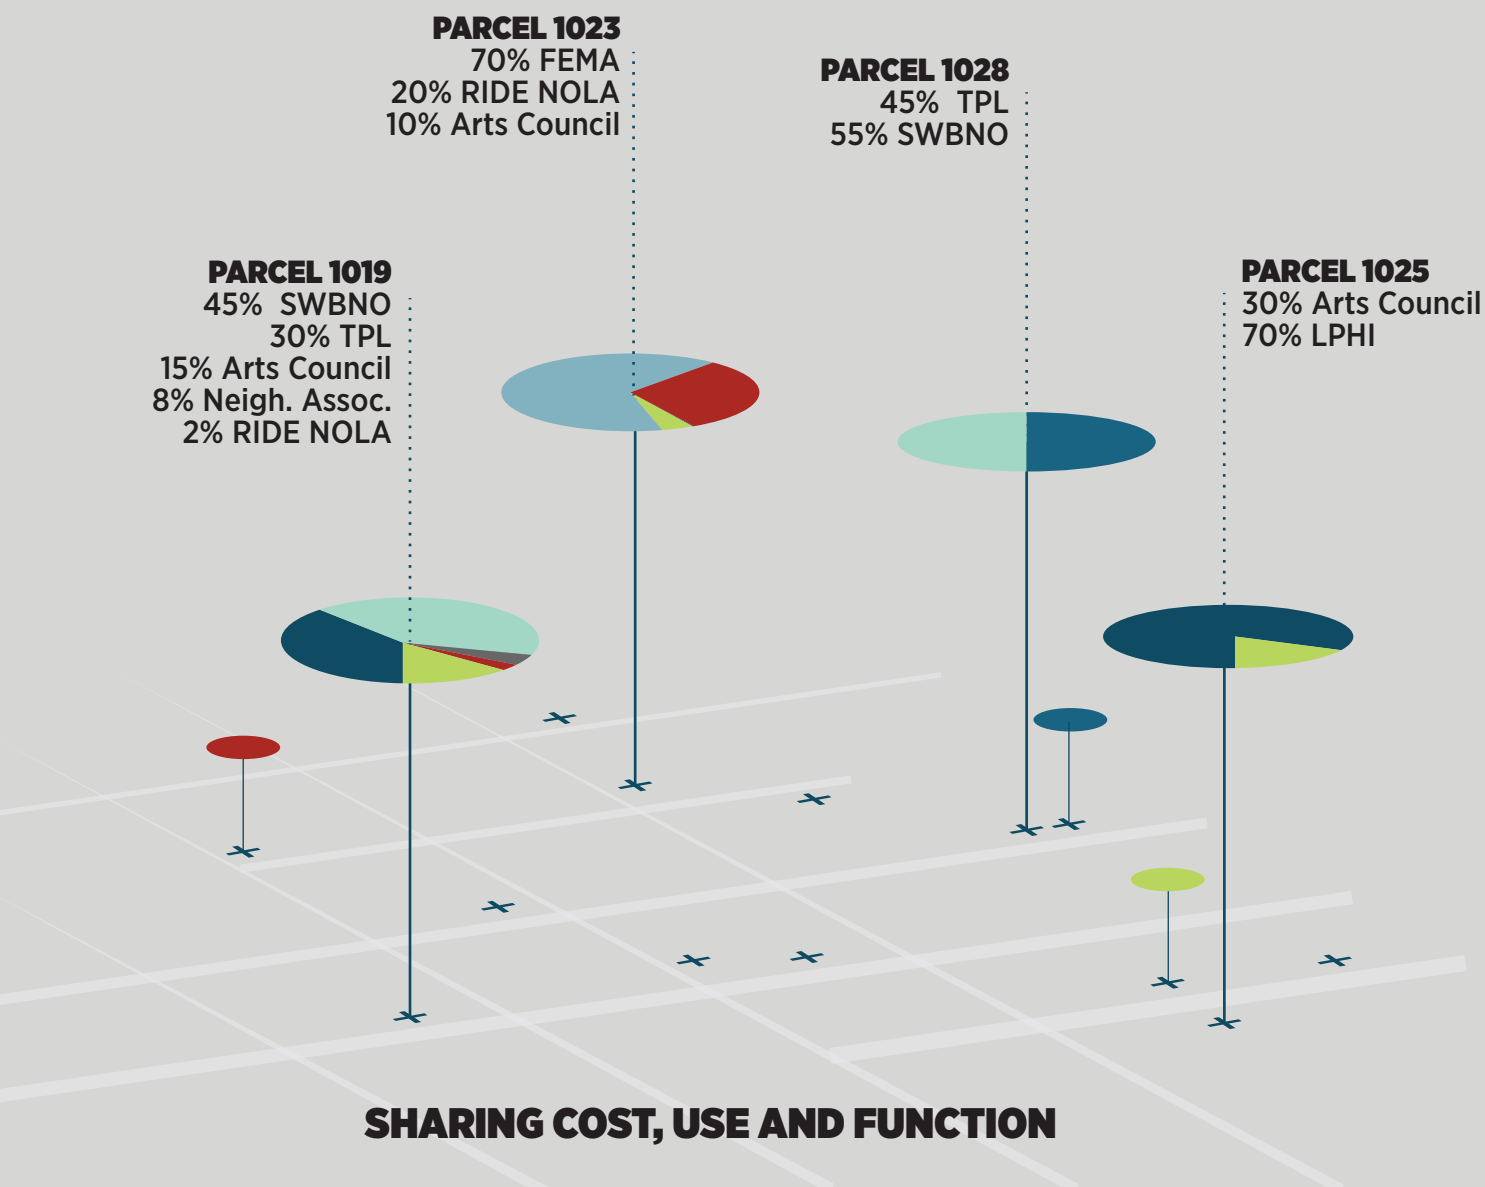 PARCEL 1023
70% FEMA
20% RIDE NOLA
10% Arts Council
PARCEL 1028
45% TPL
55% SWBNO
PARCEL 1019
45% SWBNO
30% TPL
15% Arts Council
8% Neigh. Assoc.
2% RIDE NOLA
PARCEL 1025
30% Arts Council
70% LPHI
SHARING COST, USE AND FUNCTION